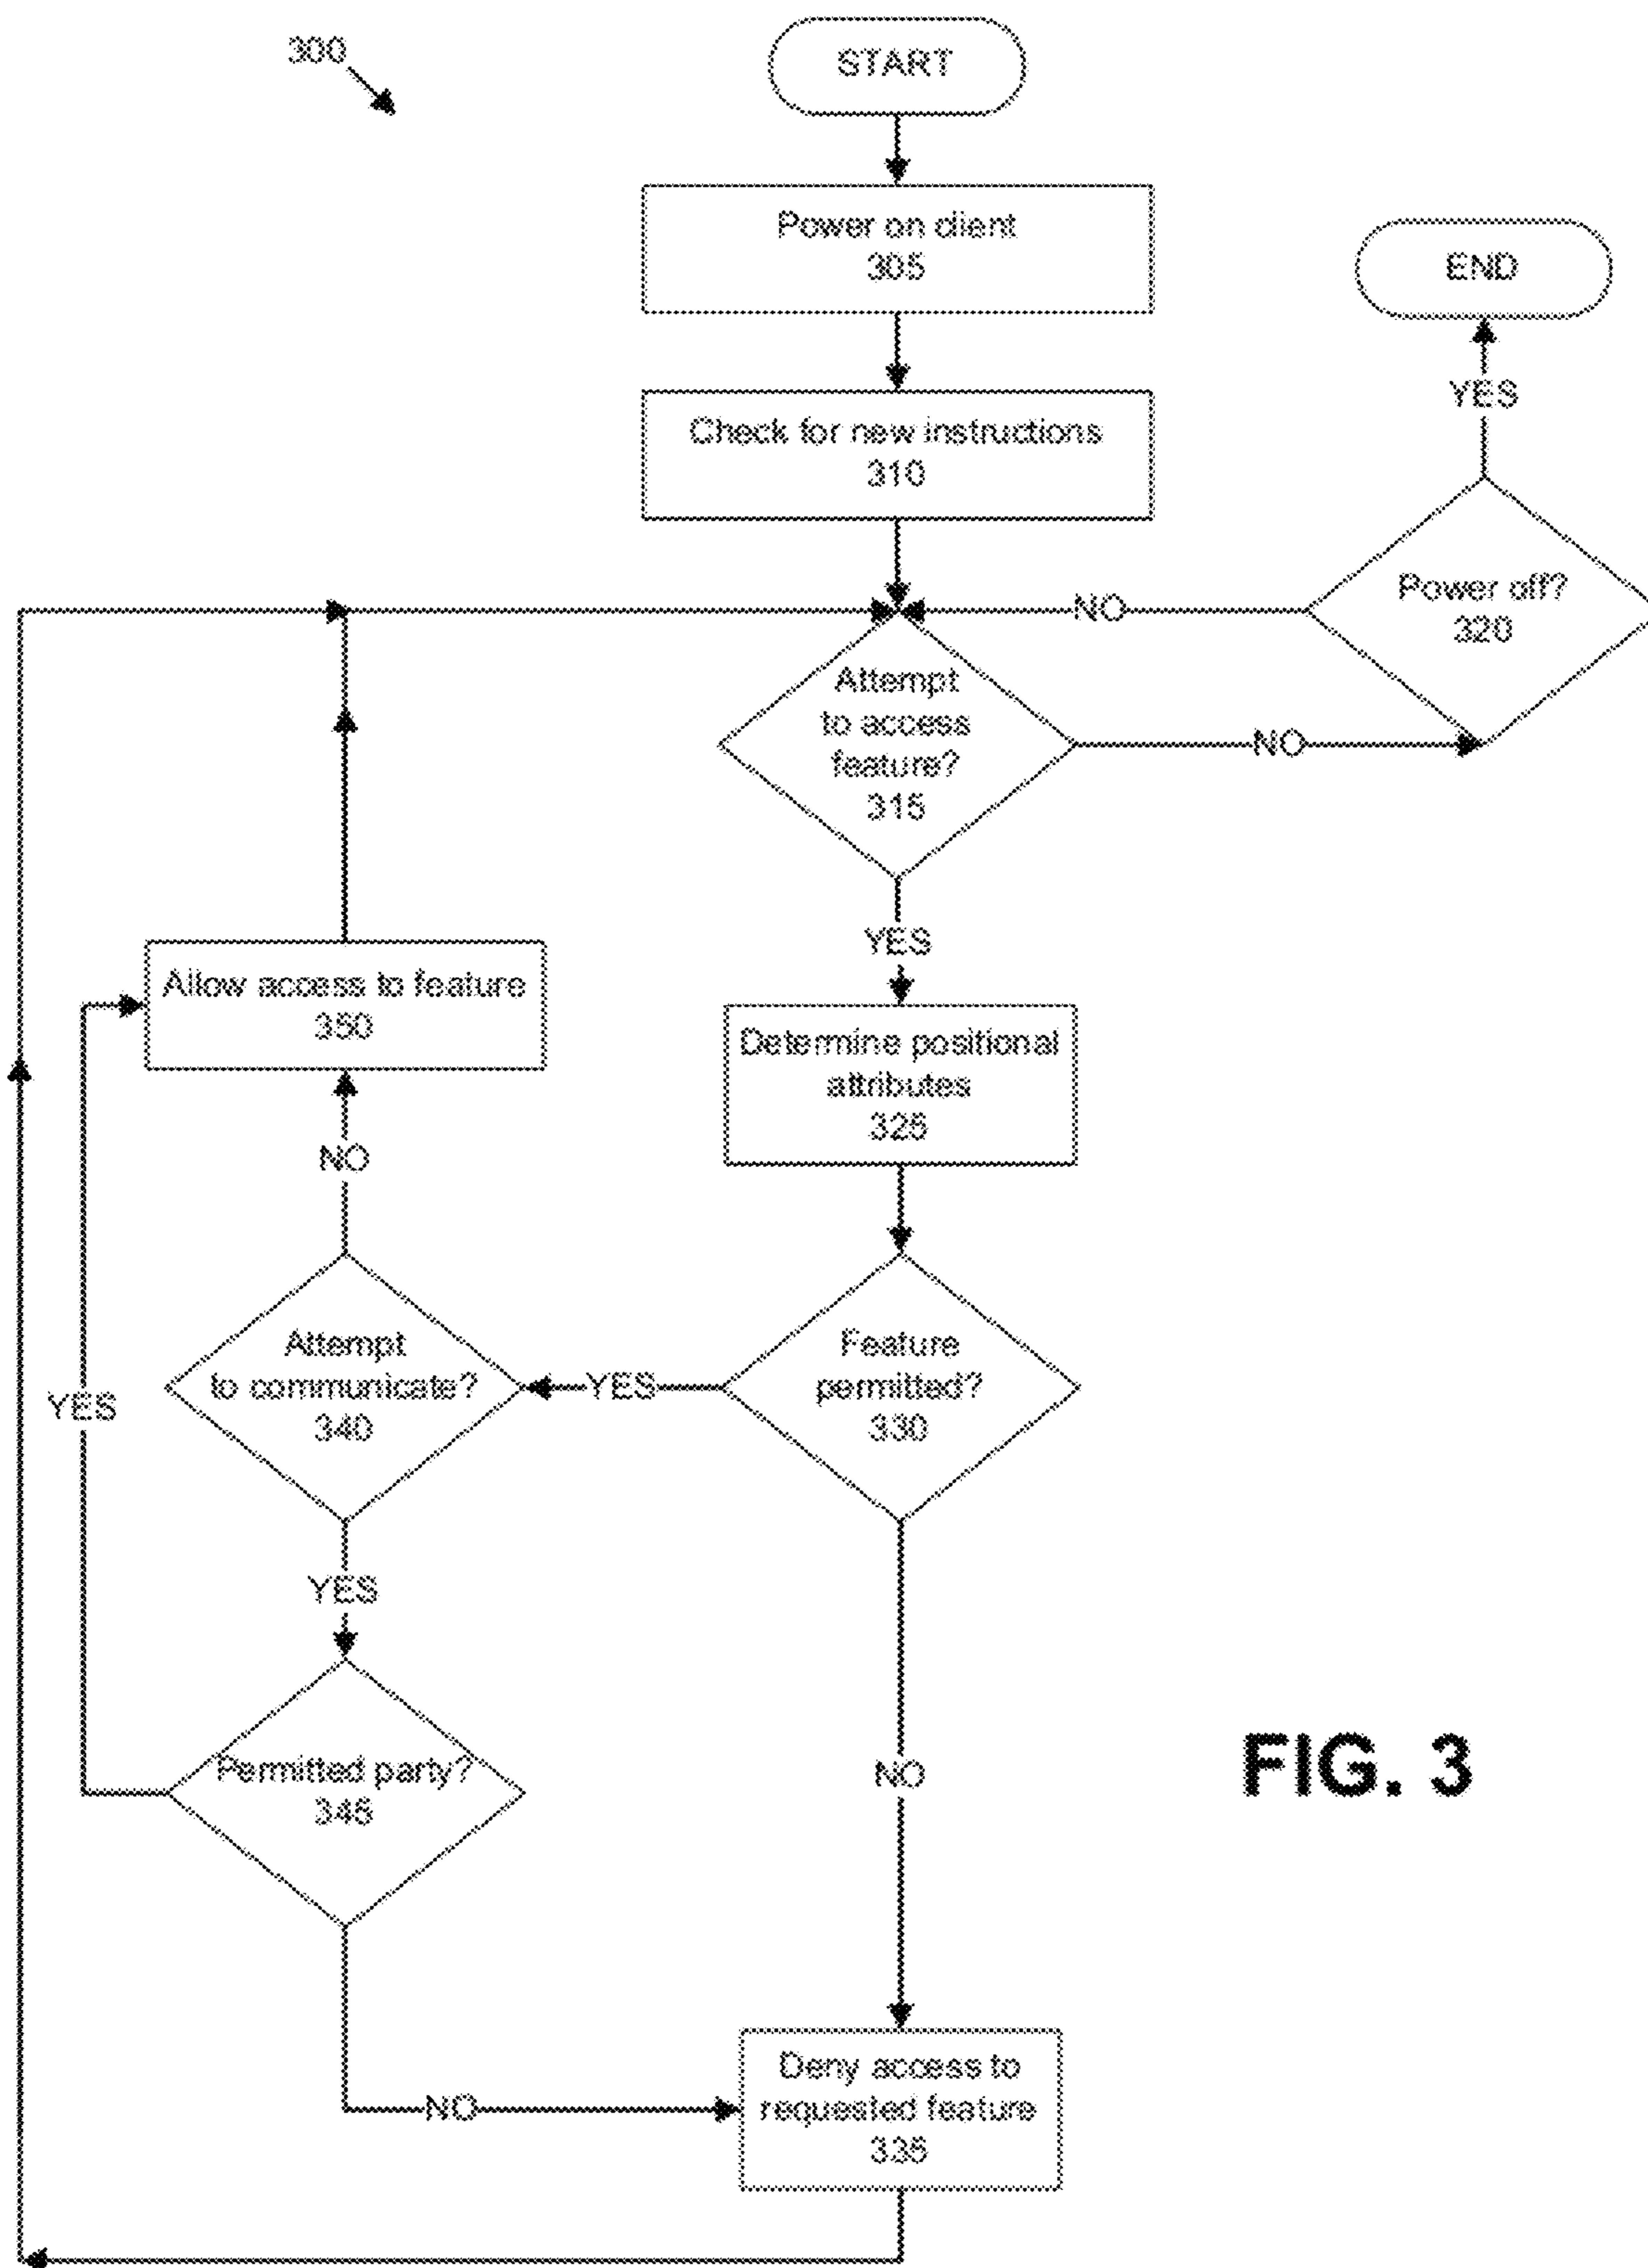 300
START
Power on client
305
END
YES
Check for new instructions
310
Power off?
320
NO
Attempt
to access
feature?
315
NO
YES
Allow access to feature
350
Determine positional
attributes
325
NO
Attempt
to communicate?
340
YES
Feature
permitted?
330
YES
YES
NO
Permitted party?
345
FIG. 3
NO
Deny access to
requested feature
335